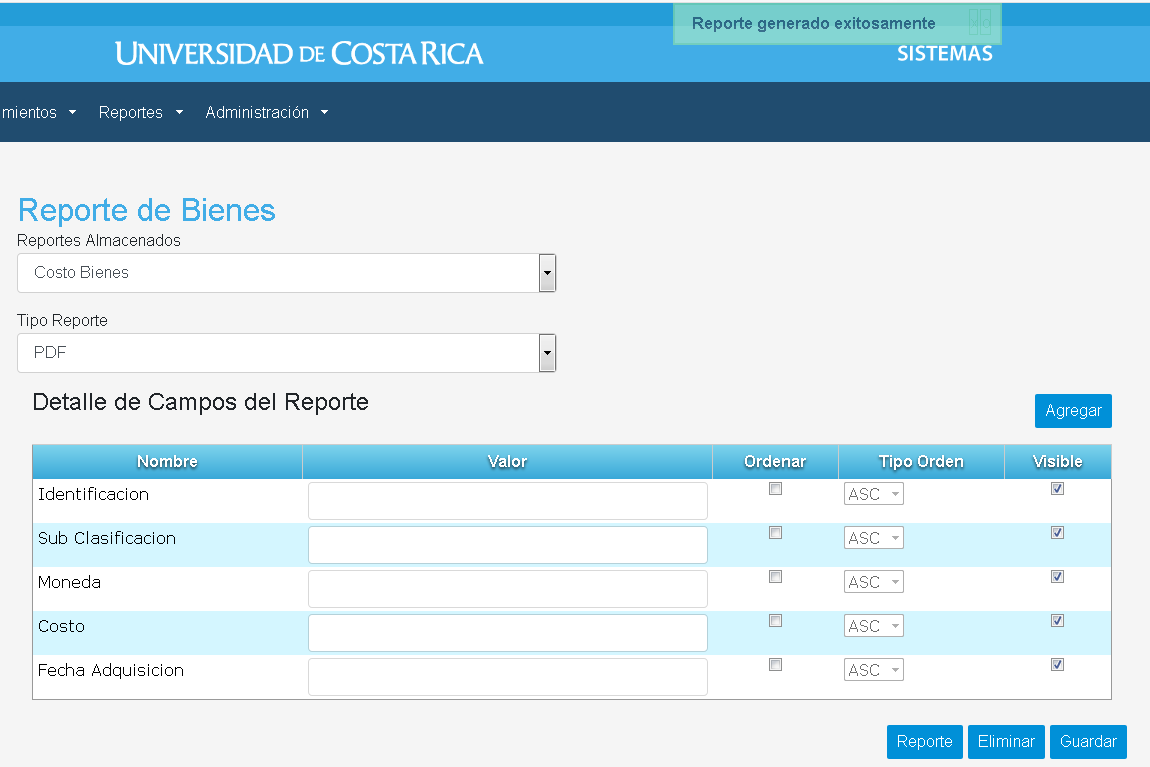 Reporte generado exitosamente
UNIVERSIDAD DE COSTA RICA
SISTEMAS
mientos Reportes Administración
Reporte de Bienes
Reportes Almacenados
Costo Bienes
Tipo Reporte
PDF
Detalle de Campos del Reporte
Agregar
Nombre Valor Ordenar Tipo Orden Visible
Identificacion ASC
Sub Clasificacion ASC
Moneda ASC
Costo ASC
Fecha Adquisicion ASC
Reporte Eliminar Guardar